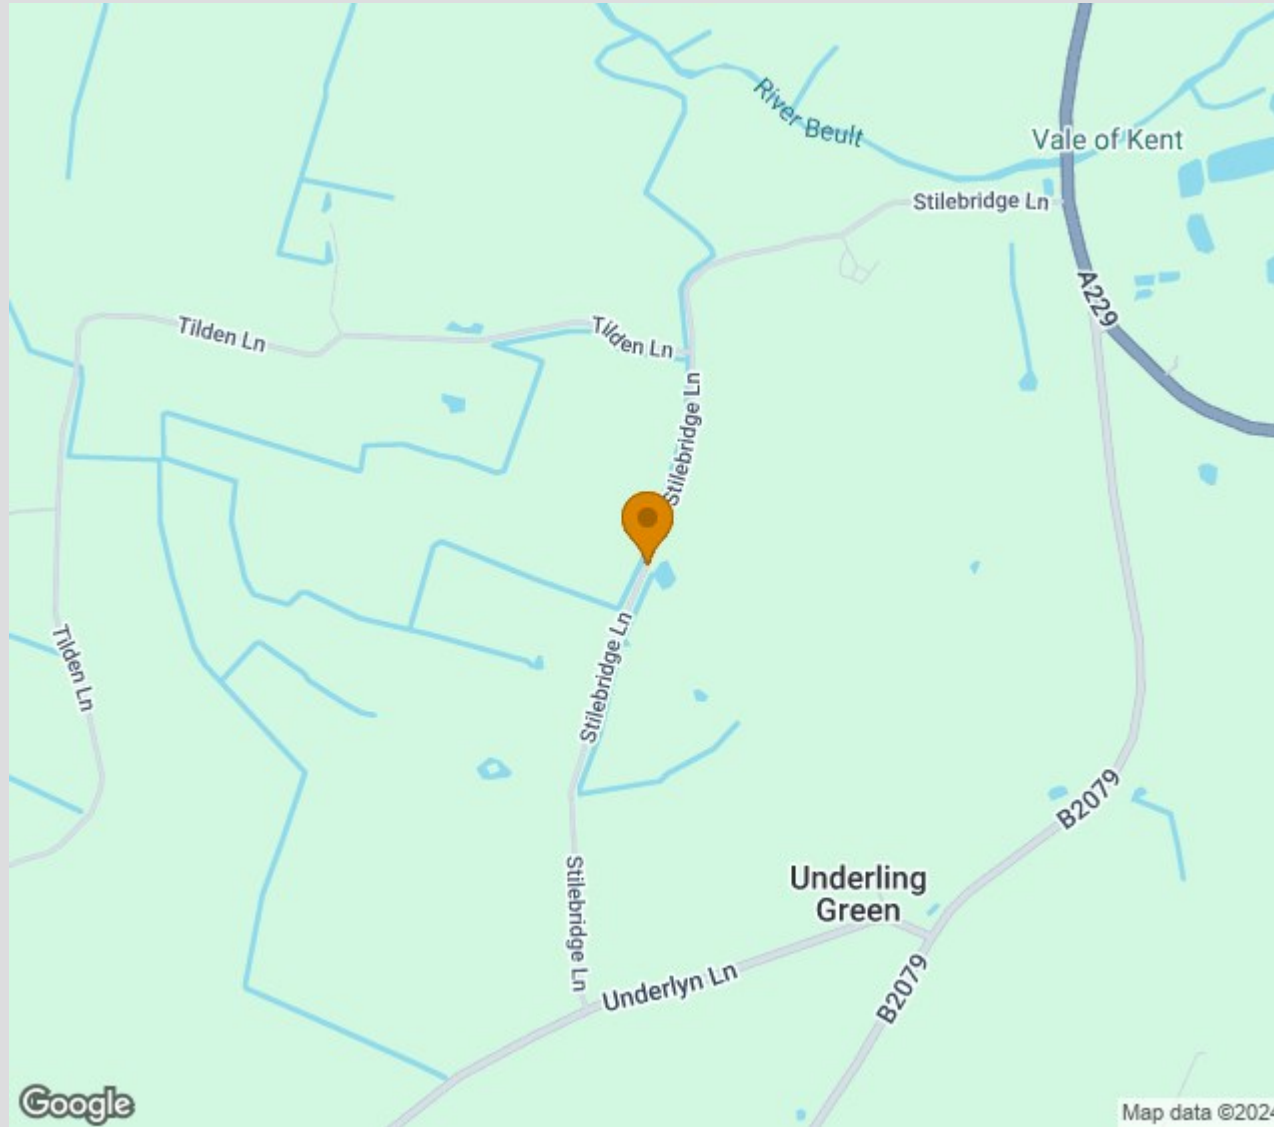 River Beult
Vale of Kent
Stilebridge Ln
A229
Tilden Ln
Tilden Ln
Stilebridge Ln
Stilebridge Ln
Tilden Ln
B2079
Underling
Green
Stilebridge Ln
Underlyn Ln
B2079
Google
Map data ©2024